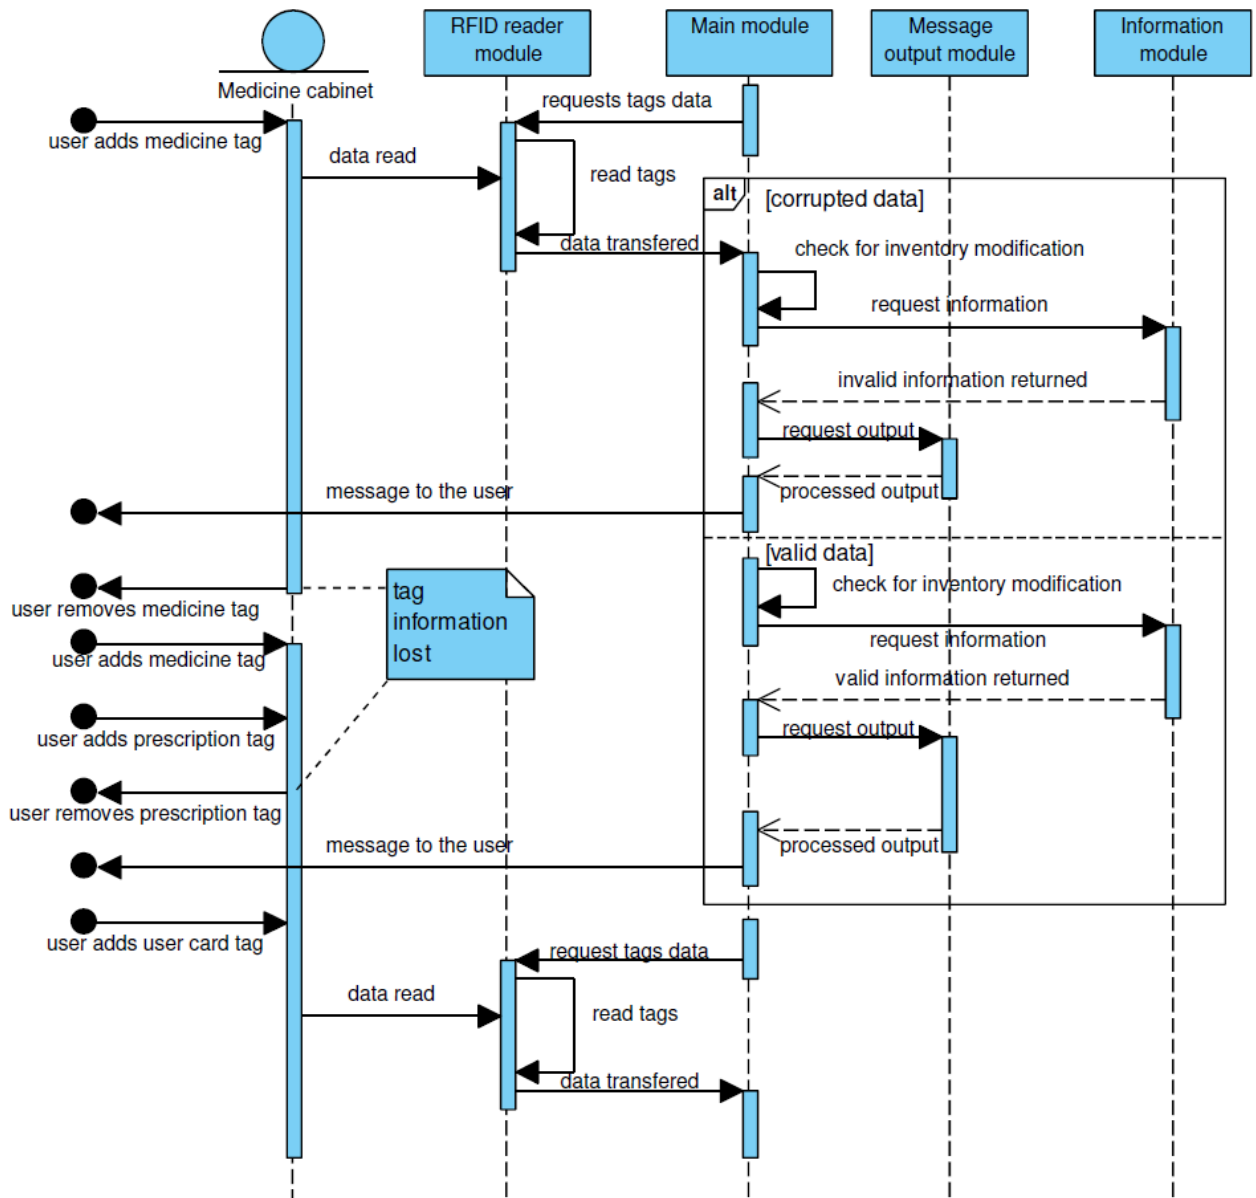 RFID reader
module
Main module
Message
output module
Information
module
Medicine cabinet
requests tags data
user adds medicine tag
data read
read tags
alt
[corrupted data]
data transfered
check for inventory modification
request information
invalid information returned
request output
processed output
message to the user
[valid data]
tag
information
lost
check for inventory modification
user removes medicine tag
request information
user adds medicine tag
valid information returned
request output
user adds prescription tag
user removes prescription tag
message to the user
processed output
user adds user card tag
request tags data
data read
read tags
data transfered